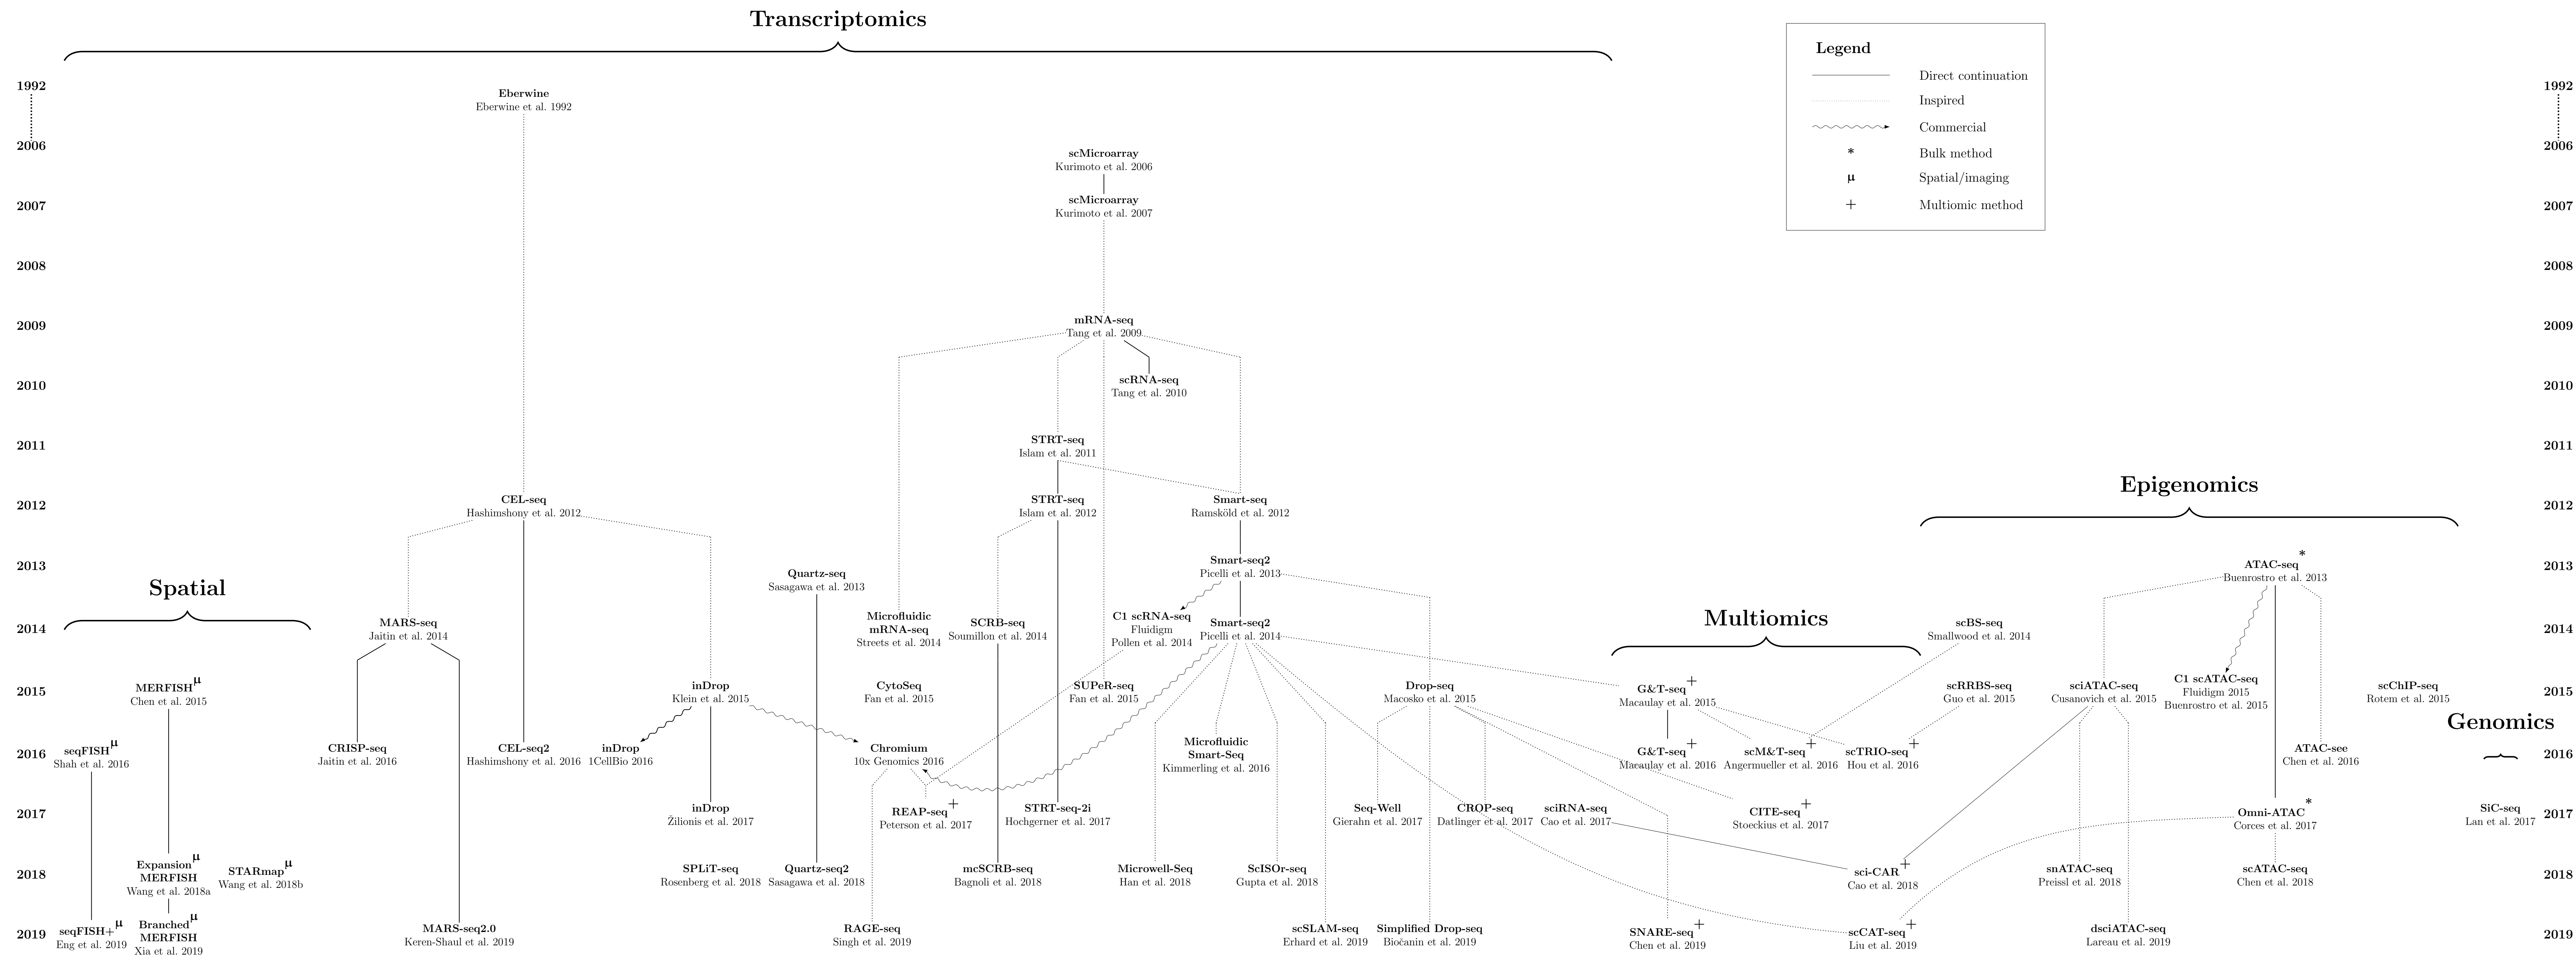 Transcriptomics
Legend
Direct continuation
Inspired
Commercial
* Bulk method
µ Spatial/imaging
+ Multiomic method
1992
1992
Eberwine
Eberwine et al. 1992
2006
2006
scMicroarray
Kurimoto et al. 2006
scMicroarray
Kurimoto et al. 2007
2007
2007
2008
2008
mRNA-seq
Tang et al. 2009
2009
2009
scRNA-seq
Tang et al. 2010
2010
2010
STRT-seq
Islam et al. 2011
2011
2011
Epigenomics
CEL-seq
Hashimshony et al. 2012
STRT-seq
Islam et al. 2012
Smart-seq
Ramsköld et al. 2012
2012
2012
Smart-seq2
Picelli et al. 2013
ATAC-seq*
Buenrostro et al. 2013
2013
2013
Quartz-seq
Sasagawa et al. 2013
Spatial
Multiomics
2014
2014
MARS-seq
Jaitin et al. 2014
Microfluidic
mRNA-seq
Streets et al. 2014
SCRB-seq
Soumillon et al. 2014
C1 scRNA-seq
Fluidigm
Pollen et al. 2014
Smart-seq2
Picelli et al. 2014
scBS-seq
Smallwood et al. 2014
2015
2015
MERFISHµ
Chen et al. 2015
inDrop
Klein et al. 2015
CytoSeq
Fan et al. 2015
SUPeR-seq
Fan et al. 2015
Drop-seq
Macosko et al. 2015
G&T-seq+
Macaulay et al. 2015
scRRBS-seq
Guo et al. 2015
sciATAC-seq
Cusanovich et al. 2015
C1 scATAC-seq
Fluidigm 2015
Buenrostro et al. 2015
scChIP-seq
Rotem et al. 2015
Genomics
2016
2016
seqFISHµ
Shah et al. 2016
CRISP-seq
Jaitin et al. 2016
CEL-seq2
Hashimshony et al. 2016
inDrop
1CellBio 2016
Chromium
10x Genomics 2016
Microfluidic
Smart-Seq
Kimmerling et al. 2016
G&T-seq+
Macaulay et al. 2016
scM&T-seq+
Angermueller et al. 2016
scTRIO-seq+
Hou et al. 2016
ATAC-see
Chen et al. 2016
2017
2017
inDrop
Žilionis et al. 2017
REAP-seq+
Peterson et al. 2017
STRT-seq-2i
Hochgerner et al. 2017
Seq-Well
Gierahn et al. 2017
CROP-seq
Datlinger et al. 2017
sciRNA-seq
Cao et al. 2017
CITE-seq+
Stoeckius et al. 2017
Omni-ATAC*
Corces et al. 2017
SiC-seq
Lan et al. 2017
2018
2018
Expansionµ
MERFISH
Wang et al. 2018a
STARmapµ
Wang et al. 2018b
SPLiT-seq
Rosenberg et al. 2018
Quartz-seq2
Sasagawa et al. 2018
mcSCRB-seq
Bagnoli et al. 2018
Microwell-Seq
Han et al. 2018
ScISOr-seq
Gupta et al. 2018
sci-CAR+
Cao et al. 2018
snATAC-seq
Preissl et al. 2018
scATAC-seq
Chen et al. 2018
2019
2019
seqFISH+µ
Eng et al. 2019
Branchedµ
MERFISH
Xia et al. 2019
MARS-seq2.0
Keren-Shaul et al. 2019
RAGE-seq
Singh et al. 2019
scSLAM-seq
Erhard et al. 2019
Simplified Drop-seq
Biočanin et al. 2019
SNARE-seq+
Chen et al. 2019
scCAT-seq+
Liu et al. 2019
dsciATAC-seq
Lareau et al. 2019